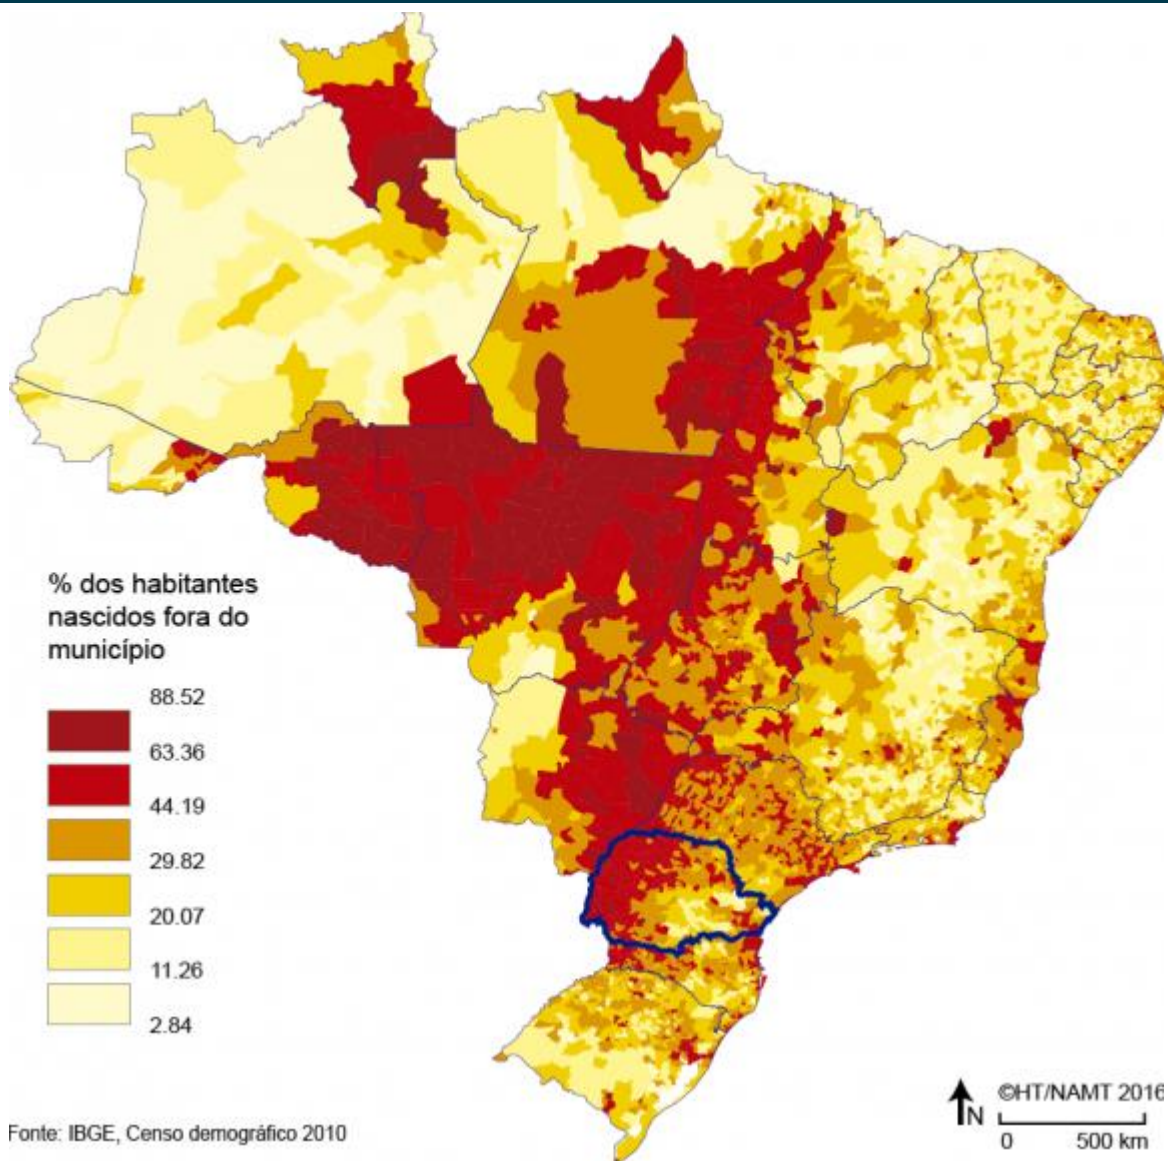 % dos habitantes
nascidos fora do
município
88.52
63.36
44.19
29.82
20.07
11.26
2.84
Fonte: IBGE, Censo demográfico 2010
N
©HT/NAMT 2016
0 500 km